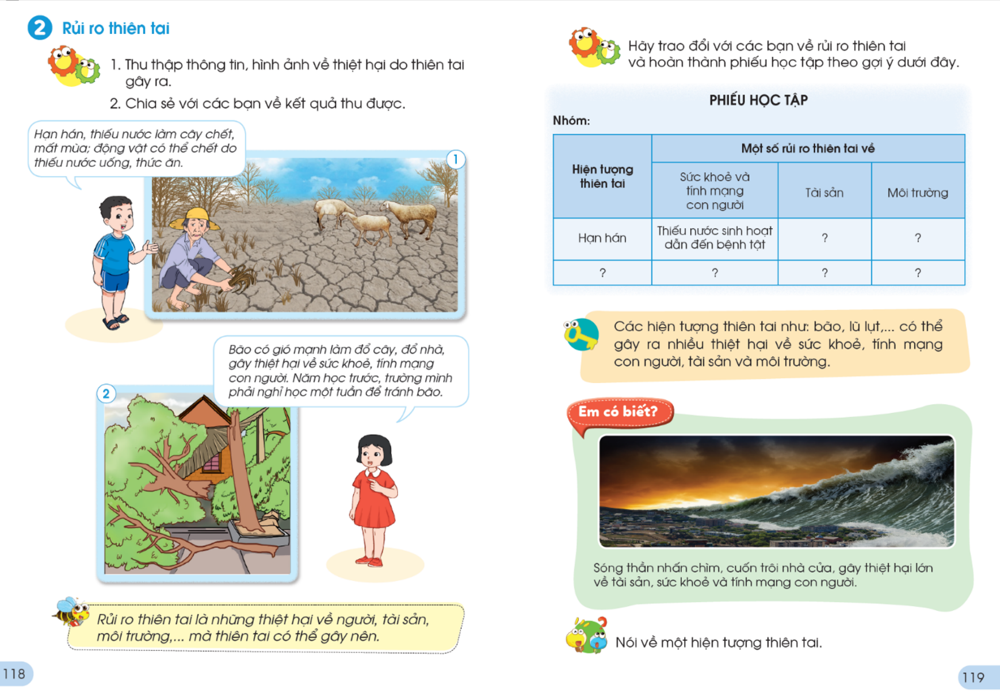 2 Rủi ro thiên tai
1. Thu thập thông tin, hình ảnh về thiệt hại do thiên tai
gây ra.
2. Chia sẻ với các bạn về kết quả thu được.
Hạn hán, thiếu nước làm cây chết,
mất mùa; động vật có thể chết do
thiếu nước uống, thức ăn.
1
Bão có gió mạnh làm đổ cây, đổ nhà,
gây thiệt hại về sức khoẻ, tính mạng
con người. Năm học trước, trường mình
phải nghỉ học một tuần để tránh bão.
2
Rủi ro thiên tai là những thiệt hại về người, tài sản,
môi trường,... mà thiên tai có thể gây nên.
118
Hãy trao đổi với các bạn về rủi ro thiên tai
và hoàn thành phiếu học tập theo gợi ý dưới đây.
PHIẾU HỌC TẬP
Nhóm:
Hiện tượng
thiên tai
Một số rủi ro thiên tai về
Sức khoẻ và
tính mạng
con người
Tài sản
Môi trường
Hạn hán
Thiếu nước sinh hoạt
dẫn đến bệnh tật
?
?
?
?
?
?
Các hiện tượng thiên tai như: bão, lũ lụt,... có thể
gây ra nhiều thiệt hại về sức khoẻ, tính mạng
con người, tài sản và môi trường.
Em có biết?
Sóng thần nhấn chìm, cuốn trôi nhà cửa, gây thiệt hại lớn
về tài sản, sức khoẻ và tính mạng con người.
Nói về một hiện tượng thiên tai.
119